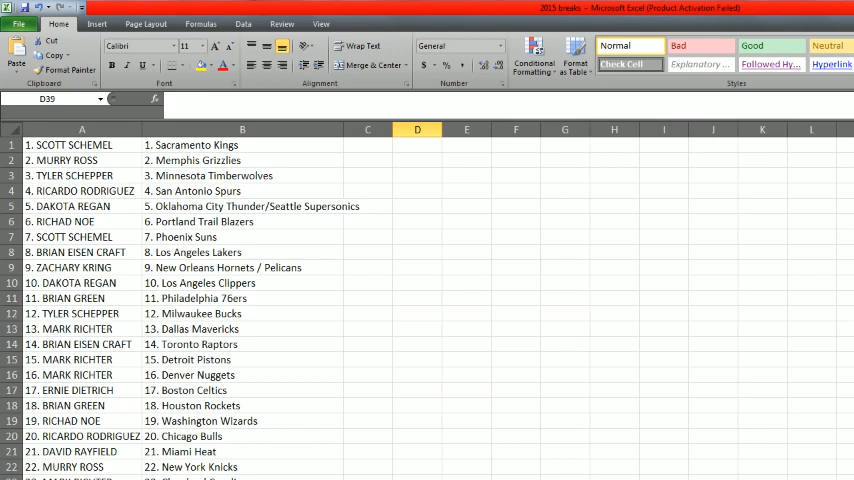 2015 breaks - Microsoft Excel (Product Activation Failed)
File Home Insert Page Layout Formulas Data Review View
Paste Cut Copy Format Painter Clipboard
Calibri 11 A A B I U A Font
Wrap Text Merge & Center Alignment
General $ % , Number
Conditional Formatting Format as Table Normal Bad Good Neutral
Check Cell Explanatory ... Followed Hy... Hyperlink Styles
D39 fx
A B C D E F G H I J K L
1 1. SCOTT SCHEMEL 1. Sacramento Kings
2 2. MURRY ROSS 2. Memphis Grizzlies
3 3. TYLER SCHEPPER 3. Minnesota Timberwolves
4 4. RICARDO RODRIGUEZ 4. San Antonio Spurs
5 5. DAKOTA REGAN 5. Oklahoma City Thunder/Seattle Supersonics
6 6. RICHAD NOE 6. Portland Trail Blazers
7 7. SCOTT SCHEMEL 7. Phoenix Suns
8 8. BRIAN EISEN CRAFT 8. Los Angeles Lakers
9 9. ZACHARY KRING 9. New Orleans Hornets / Pelicans
10 10. DAKOTA REGAN 10. Los Angeles Clippers
11 11. BRIAN GREEN 11. Philadelphia 76ers
12 12. TYLER SCHEPPER 12. Milwaukee Bucks
13 13. MARK RICHTER 13. Dallas Mavericks
14 14. BRIAN EISEN CRAFT 14. Toronto Raptors
15 15. MARK RICHTER 15. Detroit Pistons
16 16. MARK RICHTER 16. Denver Nuggets
17 17. ERNIE DIETRICH 17. Boston Celtics
18 18. BRIAN GREEN 18. Houston Rockets
19 19. RICHAD NOE 19. Washington Wizards
20 20. RICARDO RODRIGUEZ 20. Chicago Bulls
21 21. DAVID RAYFIELD 21. Miami Heat
22 22. MURRY ROSS 22. New York Knicks